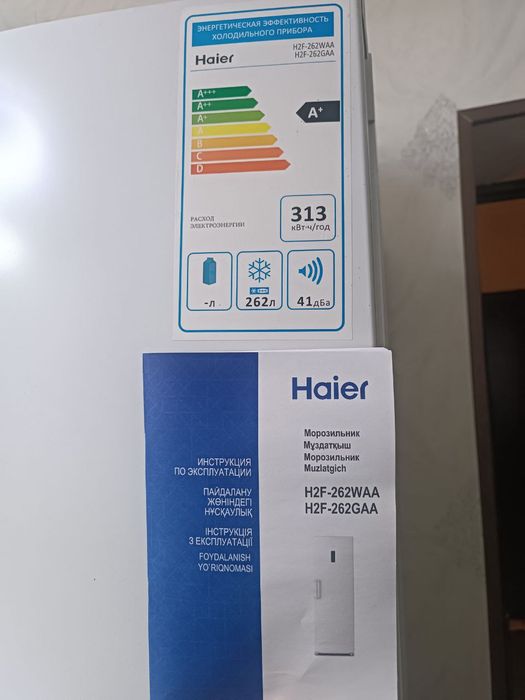 ЭНЕРГЕТИЧЕСКАЯ ЭФФЕКТИВНОСТЬ
ХОЛОДИЛЬНОГО ПРИБОРА
Haier
H2F-262WAA
H2F-262GAA
A+++
A++
A+
A
B
C
D
A+
РАСХОД
ЭЛЕКТРОЭНЕРГИИ
313
кВт·ч/год
-л
262л
41дБа
Haier
Морозильник
Мұздатқыш
Морозильник
Muzlatgich
H2F-262WAA
H2F-262GAA
ИНСТРУКЦИЯ
ПО ЭКСПЛУАТАЦИИ
ПАЙДАЛАНУ
ЖӨНІНДЕГІ
НҰСҚАУЛЫҚ
ІНСТРУКЦІЯ
З ЕКСПЛУАТАЦІЇ
FOYDALANISH
YO'RIQNOMASI